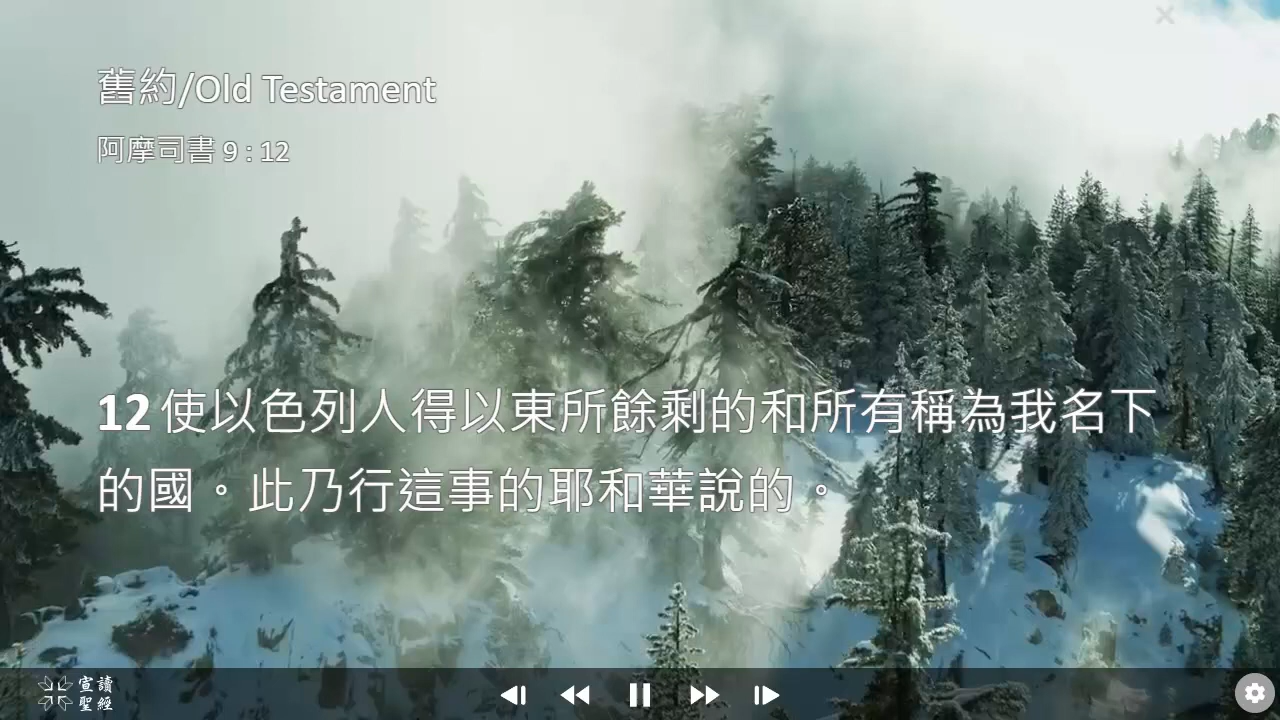 舊約/Old Testament
阿摩司書 9 : 12
12 使以色列人得以東所餘剩的和所有稱為我名下
的國。此乃行這事的耶和華說的。
宣讀
聖經